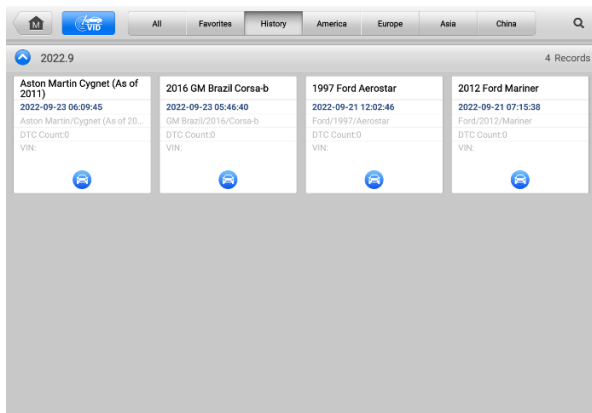 M VID All Favorites History America Europe Asia China
2022.9 4 Records
Aston Martin Cygnet (As of
2011)
2022-09-23 06:09:45
Aston Martin/Cygnet (As of 20...
DTC Count:0
VIN:
2016 GM Brazil Corsa-b
2022-09-23 05:46:40
GM Brazil/2016/Corsa-b
DTC Count:0
VIN:
1997 Ford Aerostar
2022-09-21 12:02:46
Ford/1997/Aerostar
DTC Count:0
VIN:
2012 Ford Mariner
2022-09-21 07:15:38
Ford/2012/Mariner
DTC Count:0
VIN: